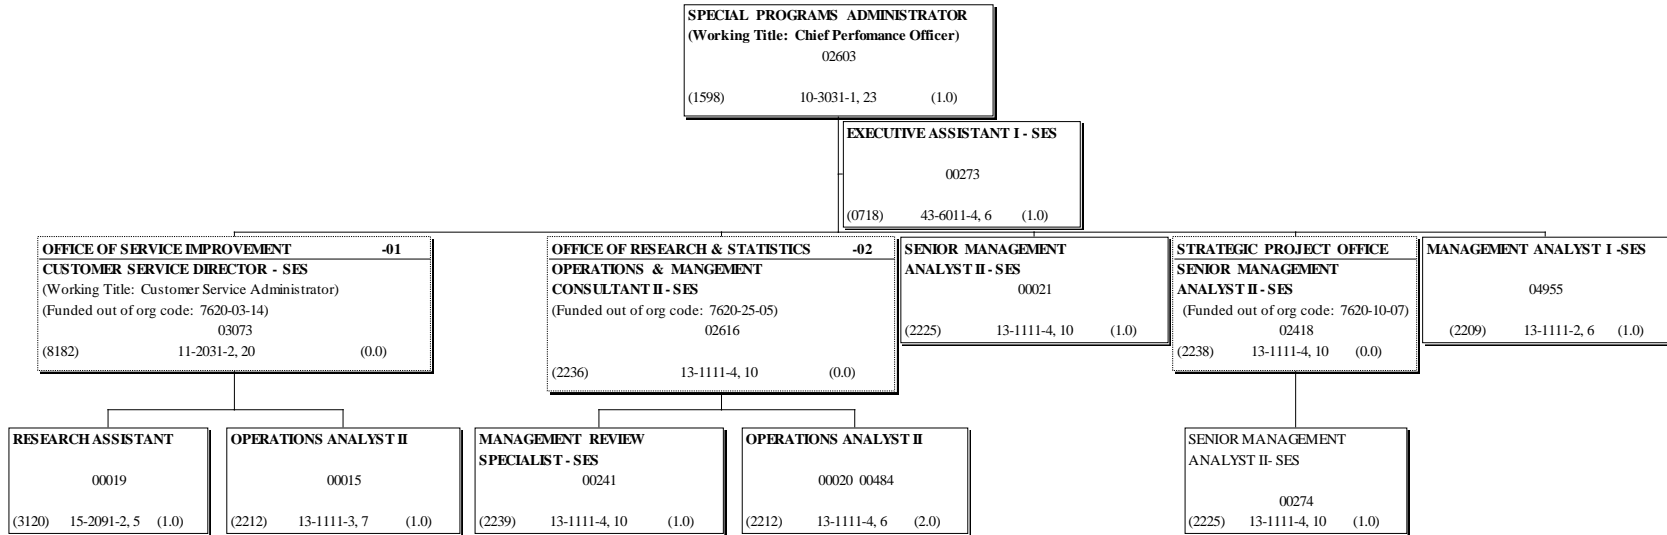 SPECIAL PROGRAMS ADMINISTRATOR
(Working Title: Chief Perfomance Officer)
02603
(1598) 10-3031-1, 23 (1.0)
EXECUTIVE ASSISTANT I - SES
00273
(0718) 43-6011-4, 6 (1.0)
OFFICE OF SERVICE IMPROVEMENT -01
CUSTOMER SERVICE DIRECTOR - SES
(Working Title: Customer Service Administrator)
(Funded out of org code: 7620-03-14)
03073
(8182) 11-2031-2, 20 (0.0)
OFFICE OF RESEARCH & STATISTICS -02
OPERATIONS & MANGEMENT
CONSULTANT II - SES
(Funded out of org code: 7620-25-05)
02616
(2236) 13-1111-4, 10 (0.0)
SENIOR MANAGEMENT
ANALYST II - SES
00021
(2225) 13-1111-4, 10 (1.0)
STRATEGIC PROJECT OFFICE
SENIOR MANAGEMENT
ANALYST II - SES
(Funded out of org code: 7620-10-07)
02418
(2238) 13-1111-4, 10 (0.0)
MANAGEMENT ANALYST I -SES
04955
(2209) 13-1111-2, 6 (1.0)
RESEARCH ASSISTANT
00019
(3120) 15-2091-2, 5 (1.0)
OPERATIONS ANALYST II
00015
(2212) 13-1111-3, 7 (1.0)
MANAGEMENT REVIEW
SPECIALIST - SES
00241
(2239) 13-1111-4, 10 (1.0)
OPERATIONS ANALYST II
00020 00484
(2212) 13-1111-4, 6 (2.0)
SENIOR MANAGEMENT
ANALYST II- SES
00274
(2225) 13-1111-4, 10 (1.0)